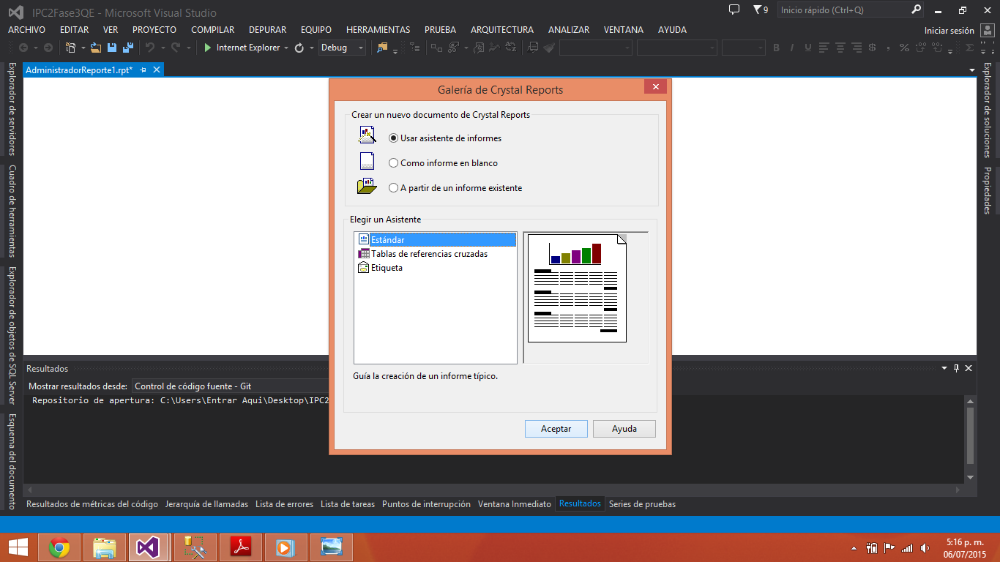 IPC2Fase3QE - Microsoft Visual Studio
9
Inicio rápido (Ctrl+Q)
ARCHIVO EDITAR VER PROYECTO COMPILAR DEPURAR EQUIPO HERRAMIENTAS PRUEBA ARQUITECTURA ANALIZAR VENTANA AYUDA
Iniciar sesión
Internet Explorer Debug
Explorador de servidores
Cuadro de herramientas
Explorador de objetos de SQL Server
Esquema del documento
AdministradorReporte1.rpt*
Galería de Crystal Reports
Crear un nuevo documento de Crystal Reports
Usar asistente de informes
Como informe en blanco
A partir de un informe existente
Elegir un Asistente
Estándar
Tablas de referencias cruzadas
Etiqueta
Guía la creación de un informe típico.
Aceptar Ayuda
Explorador de soluciones
Propiedades
Resultados
Mostrar resultados desde: Control de código fuente - Git
Repositorio de apertura: C:\Users\Entrar Aqui\Desktop\IPC2
Resultados de métricas del código Jerarquía de llamadas Lista de errores Lista de tareas Puntos de interrupción Ventana Inmediato Resultados Series de pruebas
5:16 p. m.
06/07/2015